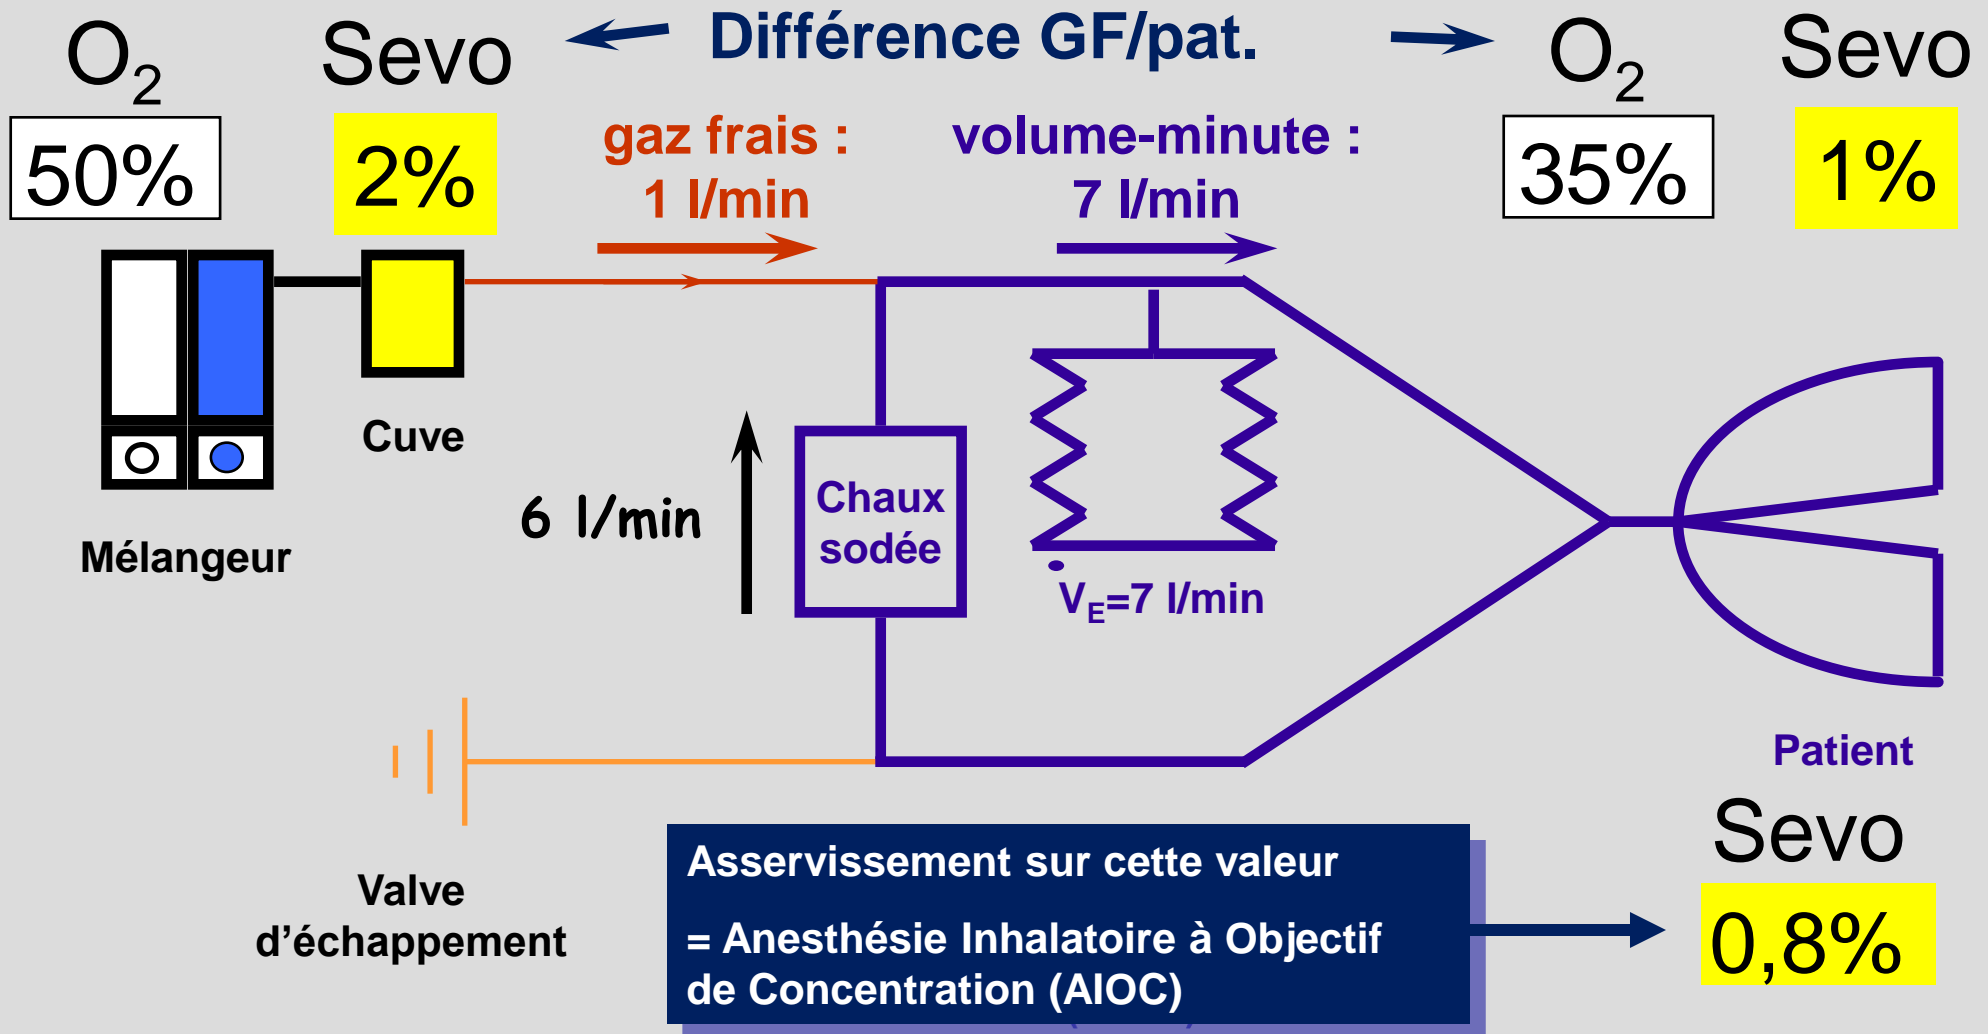 O2
Sevo
Différence GF/pat.
O2
Sevo
50%
2%
gaz frais :
1 l/min
volume-minute :
7 l/min
35%
1%
Cuve
Mélangeur
6 l/min
Chaux
sodée
V̇E=7 l/min
Patient
Valve
d’échappement
Asservissement sur cette valeur
= Anesthésie Inhalatoire à Objectif
de Concentration (AIOC)
Sevo
0,8%